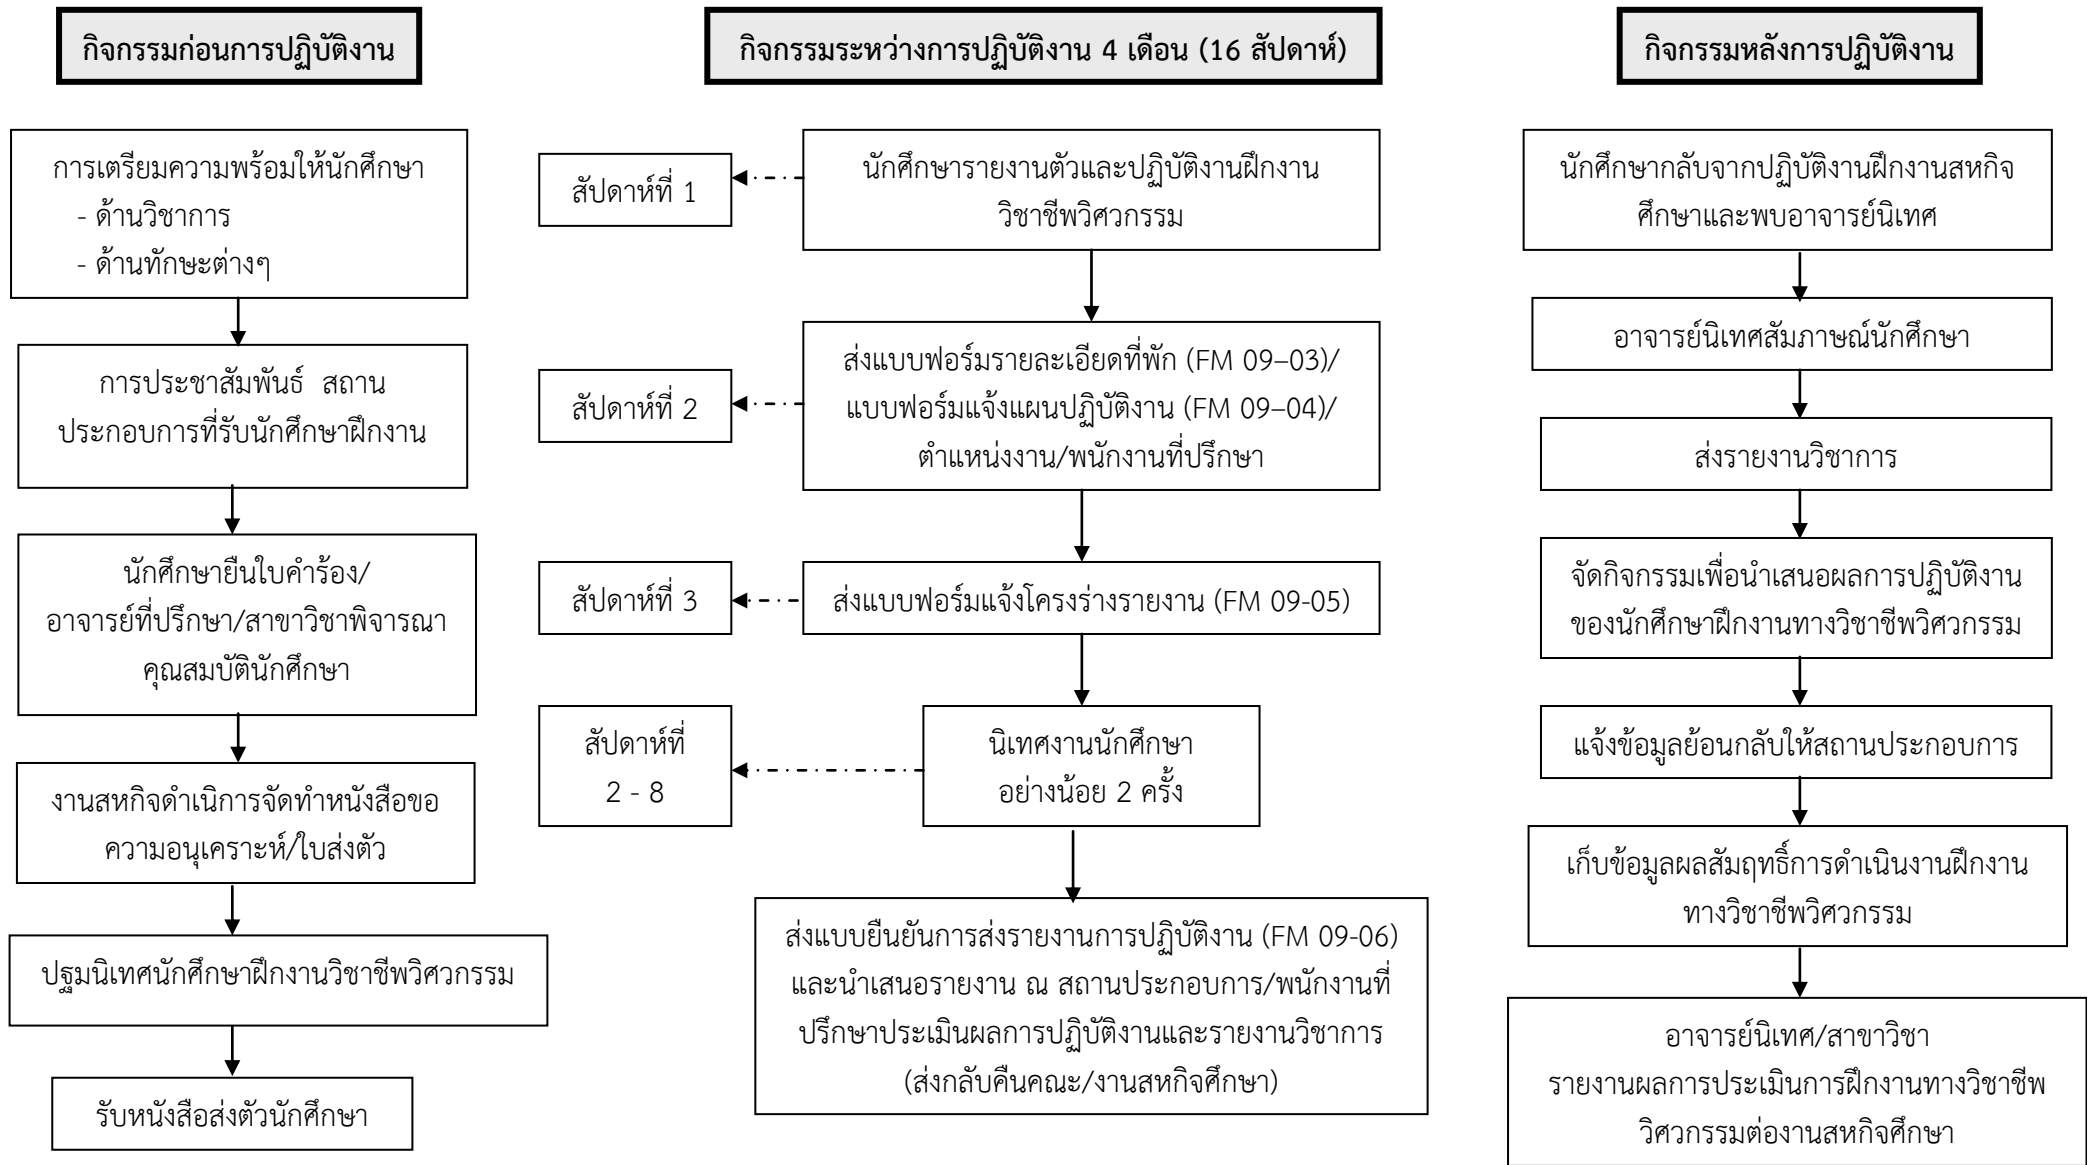 กิจกรรมก่อนการปฏิบัติงาน
การเตรียมความพร้อมให้นักศึกษา
- ด้านวิชาการ
- ด้านทักษะต่างๆ
การประชาสัมพันธ์  สถาน
ประกอบการที่รับนักศึกษาฝึกงาน
นักศึกษายืนใบคำร้อง/
อาจารย์ที่ปรึกษา/สาขาวิชาพิจารณา
คุณสมบัตินักศึกษา
งานสหกิจดำเนิการจัดทำหนังสือขอ
ความอนุเคราะห์/ใบส่งตัว
ปฐมนิเทศนักศึกษาฝึกงานวิชาชีพวิศวกรรม
รับหนังสือส่งตัวนักศึกษา
กิจกรรมระหว่างการปฏิบัติงาน 4 เดือน (16 สัปดาห์)
สัปดาห์ที่ 1
นักศึกษารายงานตัวและปฏิบัติงานฝึกงาน
วิชาชีพวิศวกรรม
สัปดาห์ที่ 2
ส่งแบบฟอร์มรายละเอียดที่พัก (FM 09–03)/
แบบฟอร์มแจ้งแผนปฏิบัติงาน (FM 09–04)/
ตำแหน่งงาน/พนักงานที่ปรึกษา
สัปดาห์ที่ 3
ส่งแบบฟอร์มแจ้งโครงร่างรายงาน (FM 09-05)
สัปดาห์ที่
2 - 8
นิเทศงานนักศึกษา
อย่างน้อย 2 ครั้ง
ส่งแบบยืนยันการส่งรายงานการปฏิบัติงาน (FM 09-06)
และนำเสนอรายงาน ณ สถานประกอบการ/พนักงานที่
ปรึกษาประเมินผลการปฏิบัติงานและรายงานวิชาการ
(ส่งกลับคืนคณะ/งานสหกิจศึกษา)
กิจกรรมหลังการปฏิบัติงาน
นักศึกษากลับจากปฏิบัติงานฝึกงานสหกิจ
ศึกษาและพบอาจารย์นิเทศ
อาจารย์นิเทศสัมภาษณ์นักศึกษา
ส่งรายงานวิชาการ
จัดกิจกรรมเพื่อนำเสนอผลการปฏิบัติงาน
ของนักศึกษาฝึกงานทางวิชาชีพวิศวกรรม
แจ้งข้อมูลย้อนกลับให้สถานประกอบการ
เก็บข้อมูลผลสัมฤทธิ์การดำเนินงานฝึกงาน
ทางวิชาชีพวิศวกรรม
อาจารย์นิเทศ/สาขาวิชา
รายงานผลการประเมินการฝึกงานทางวิชาชีพ
วิศวกรรมต่องานสหกิจศึกษา